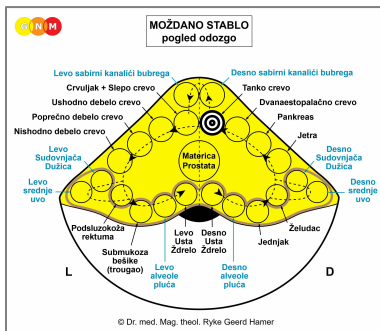 GNM
MOŽDANO STABLO
pogled odozgo
Levo sabirni kanalići bubrega
Desno sabirni kanalići bubrega
Crvuljak + Slepo crevo
Tanko crevo
Ushodno debelo crevo
Dvanaestopalačno crevo
Poprečno debelo crevo
Pankreas
Nishodno debelo crevo
Jetra
Levo
Sudovnjača
Dužica
Desno
Sudovnjača
Dužica
Materica
Prostata
Levo
srednje
uvo
Desno
srednje
uvo
Podsluzokoža
rektuma
Levo
Usta
Ždrelo
Desno
Usta
Ždrelo
Želudac
Submukoza
bešike
(trougao)
Jednjak
Levo
alveole
pluća
Desno
alveole
pluća
L
D
© Dr. med. Mag. theol. Ryke Geerd Hamer